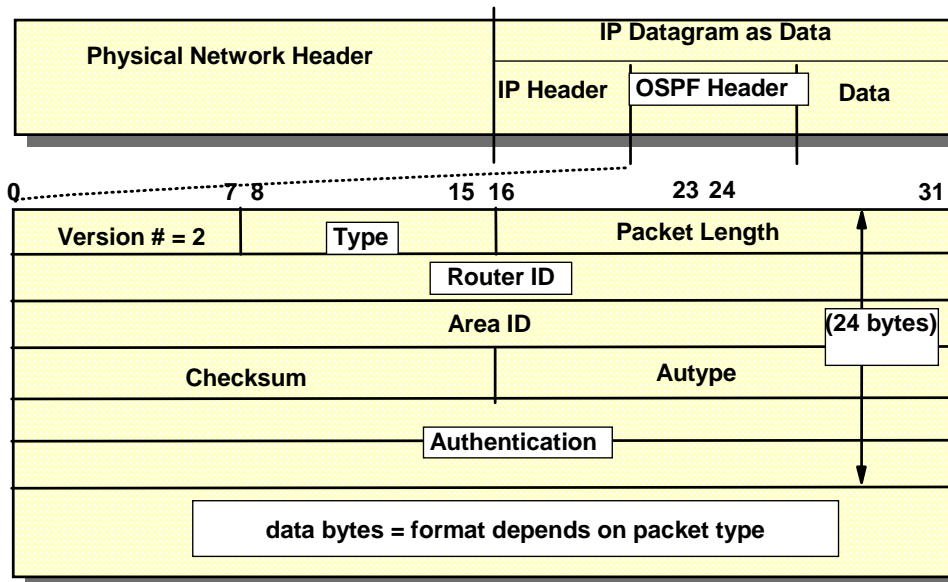 IP Datagram as Data
Physical Network Header
IP Header OSPF Header Data
0 7 8 15 16 23 24 31
Version # = 2 Type Packet Length
Router ID
Area ID (24 bytes)
Checksum Autype
Authentication
data bytes = format depends on packet type